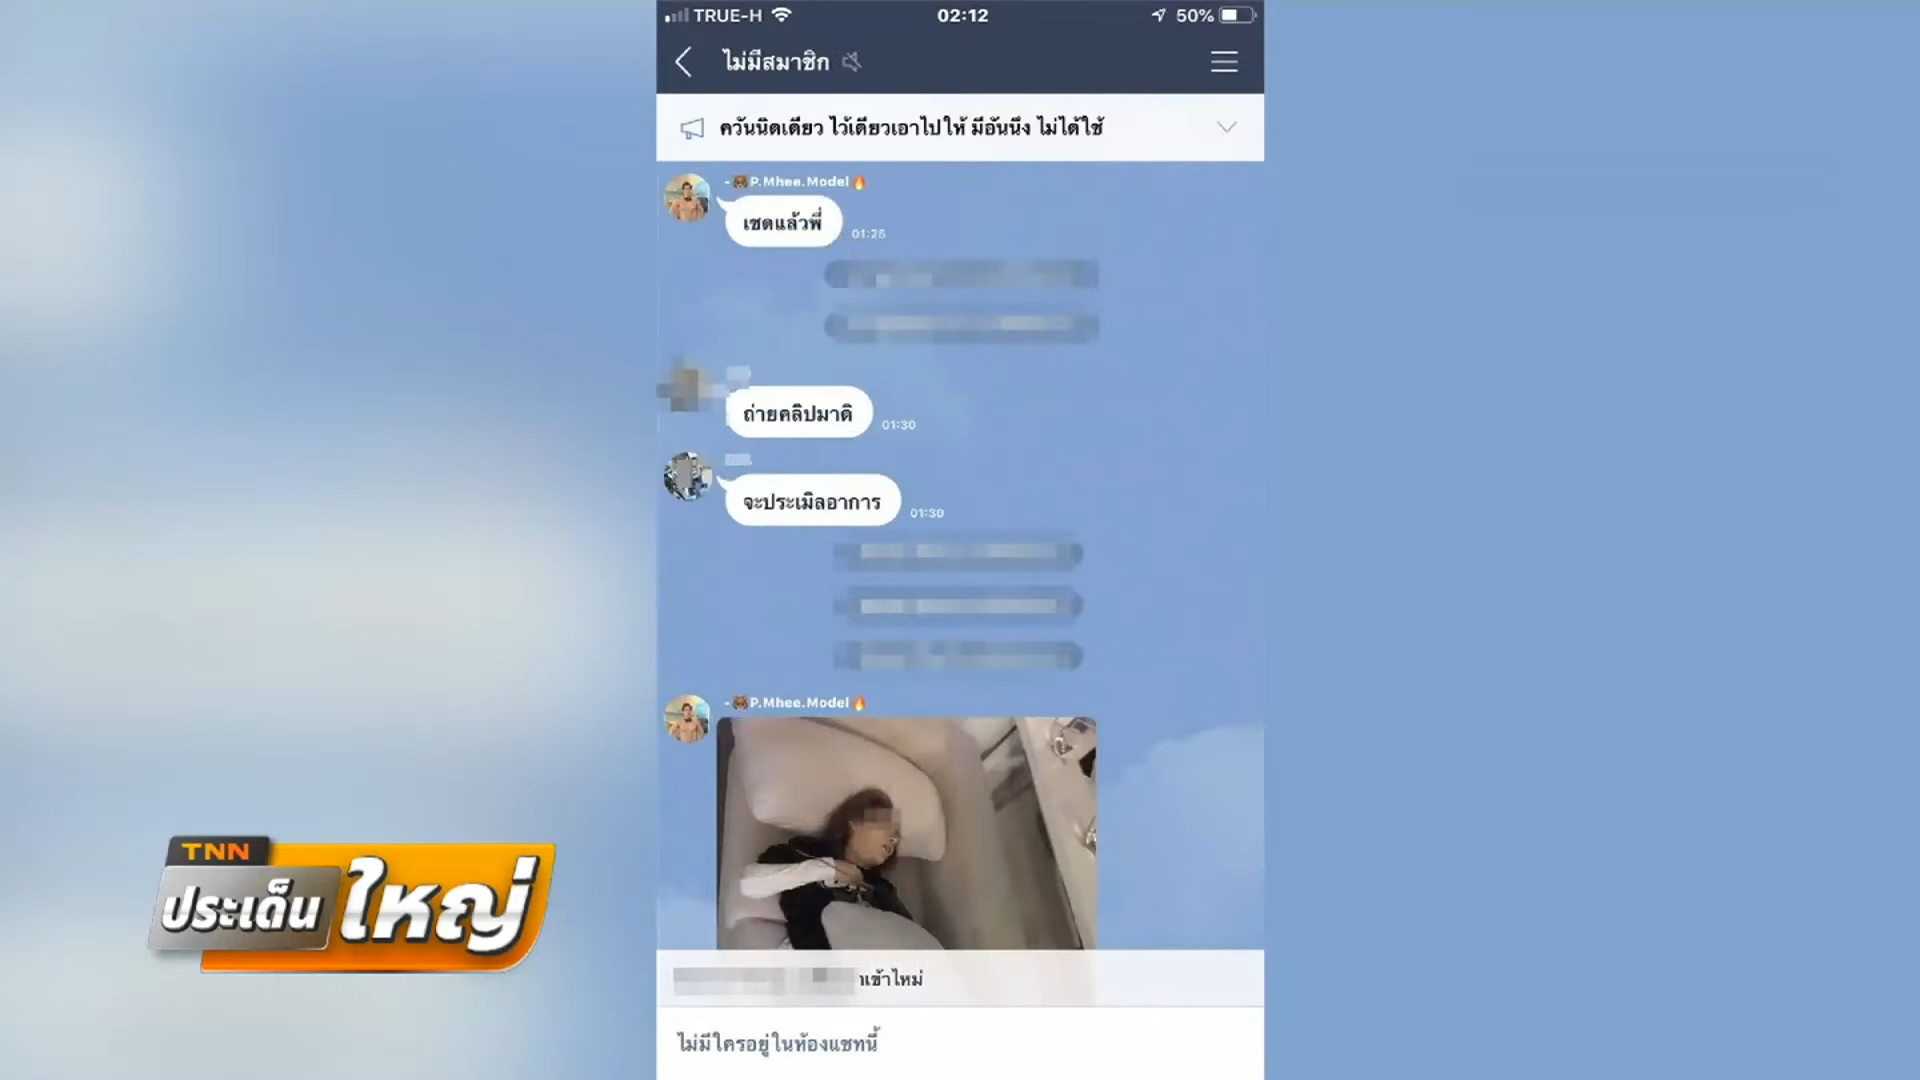 TRUE-H
02:12
50%
ไม่มีสมาชิก
ควันนิดเดียว ไว้เดียวเอาไปให้ มีอันนึง ไม่ได้ใช้
- 🐻P.Mhee.Model🔥
เชดแล้วพี่
01:25
ถ่ายคลิปมาดิ
01:30
จะประเมิลอาการ
01:30
- 🐻P.Mhee.Model🔥
าเข้าใหม่
ไม่มีใครอยู่ในห้องแชทนี้
TNN
ประเด็น
ใหญ่